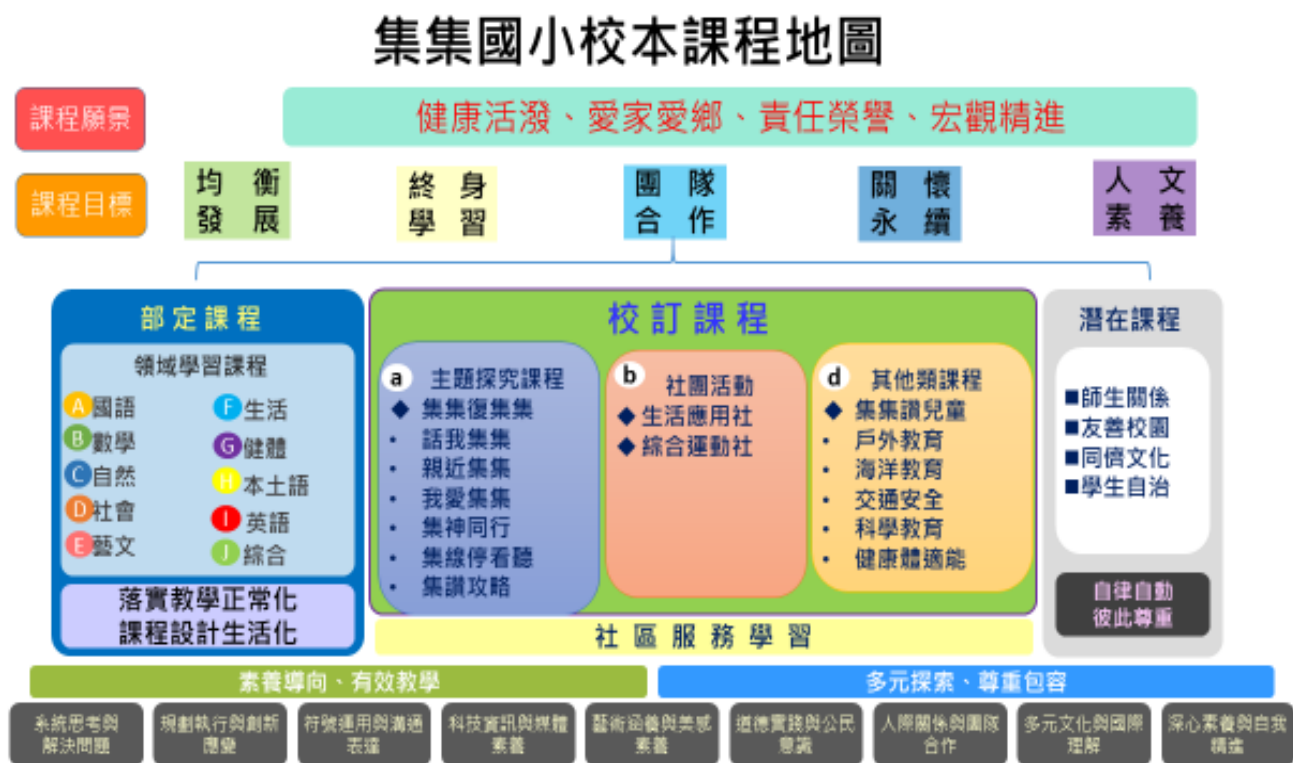 集集國小校本課程地圖
課程願景
健康活潑、愛家愛鄉、責任榮譽、宏觀精進
課程目標
均衡
發展
終身
學習
團隊
合作
關懷
永續
人文
素養
部定課程
領域學習課程
A國語
B數學
C自然
D社會
E藝文
F生活
G健體
H本土語
I英語
J綜合
落實教學正常化
課程設計生活化
校訂課程
a 主題探究課程
◆ 集集復集集
• 話我集集
• 親近集集
• 我愛集集
• 集神同行
• 集線停看聽
• 集讚攻略
b 社團活動
◆ 生活應用社
◆ 綜合運動社
d 其他類課程
◆ 集集讚兒童
• 戶外教育
• 海洋教育
• 交通安全
• 科學教育
• 健康體適能
社區服務學習
潛在課程
■師生關係
■友善校園
■同儕文化
■學生自治
自律自動
彼此尊重
素養導向、有效教學
多元探索、尊重包容
系統思考與
解決問題
規劃執行與創新
應變
符號運用與溝通
表達
科技資訊與媒體
素養
藝術涵養與美感
素養
道德實踐與公民
意識
人際關係與團隊
合作
多元文化與國際
理解
深心素養與自我
精進